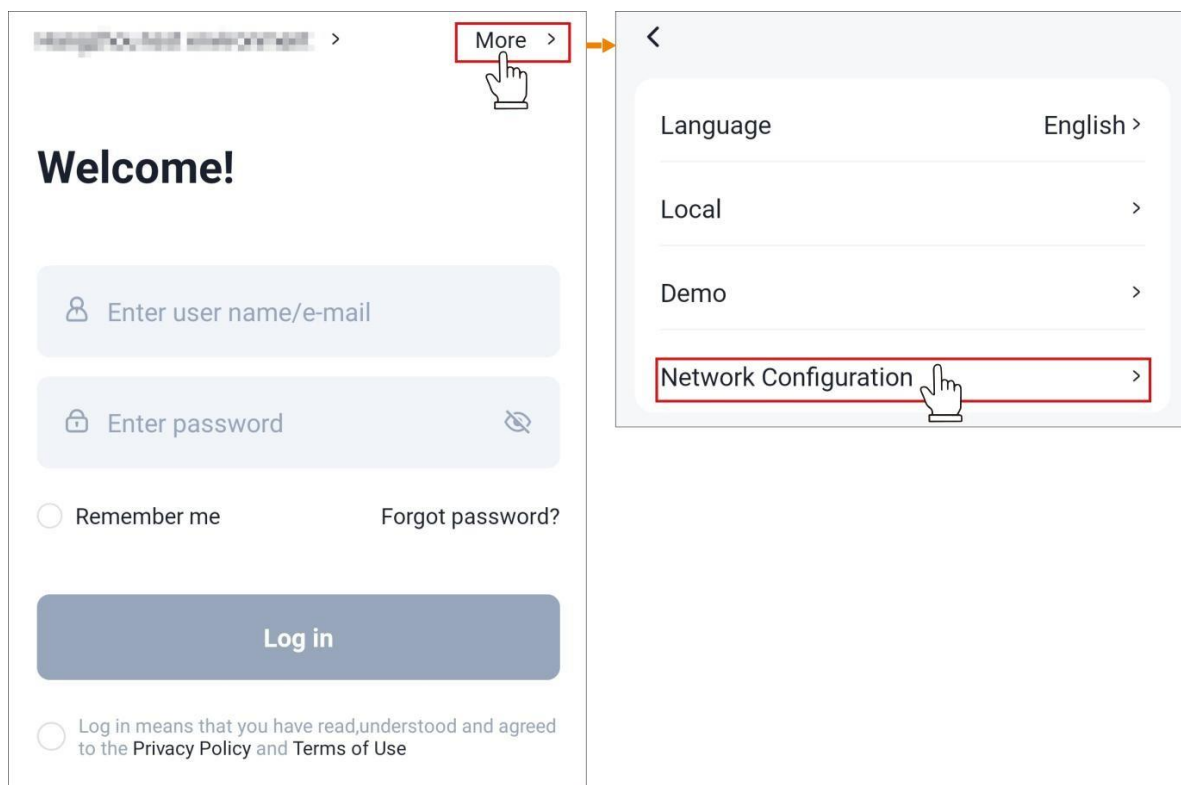 More
Welcome!
Enter user name/e-mail
Enter password
Remember me
Forgot password?
Log in
Log in means that you have read,understood and agreed
to the Privacy Policy and Terms of Use
Language
English
Local
Demo
Network Configuration